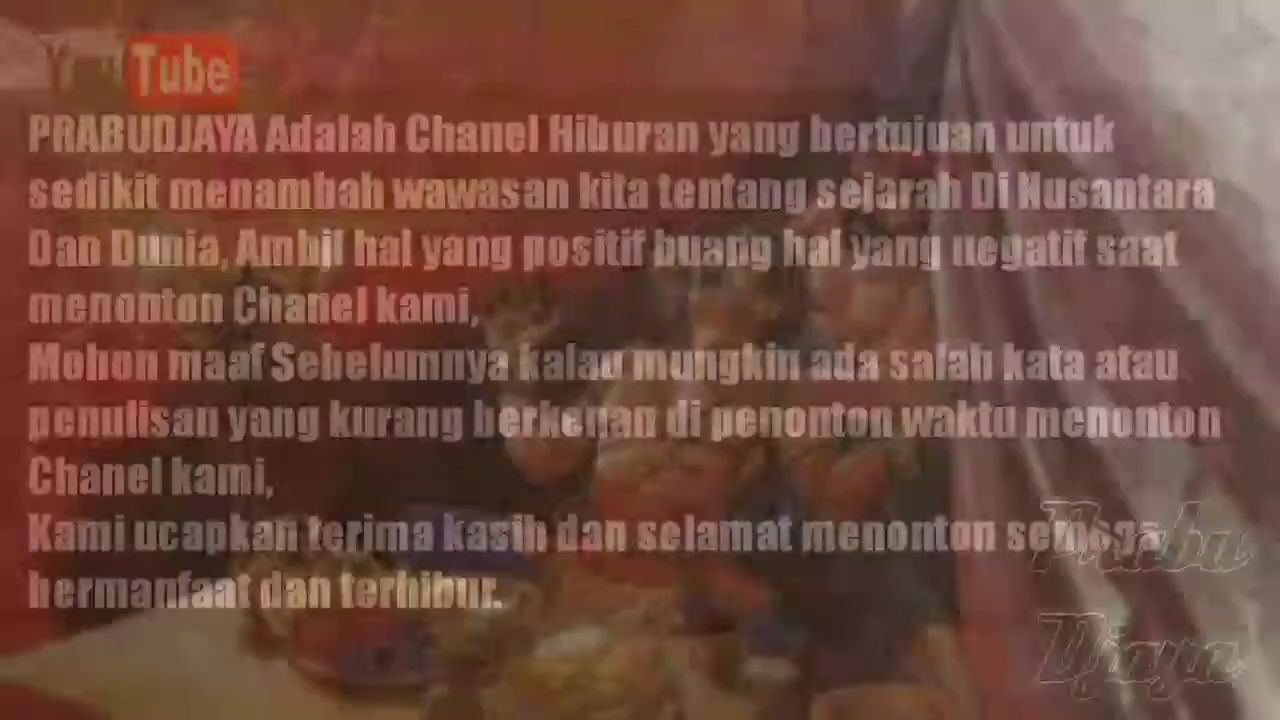 YouTube
PRABUDJAYA Adalah Chanel Hiburan yang bertujuan untuk
sedikit menambah wawasan kita tentang sejarah Di Nusantara
Dan Dunia, Ambil hal yang positif buang hal yang negatif saat
menonton Chanel kami,
Mohon maaf Sebelumnya kalau mungkin ada salah kata atau
penulisan yang kurang berkenan di penonton waktu menonton
Chanel kami,
Kami ucapkan terima kasih dan selamat menonton semoga
bermanfaat dan terhibur.
Prabu
Djaya